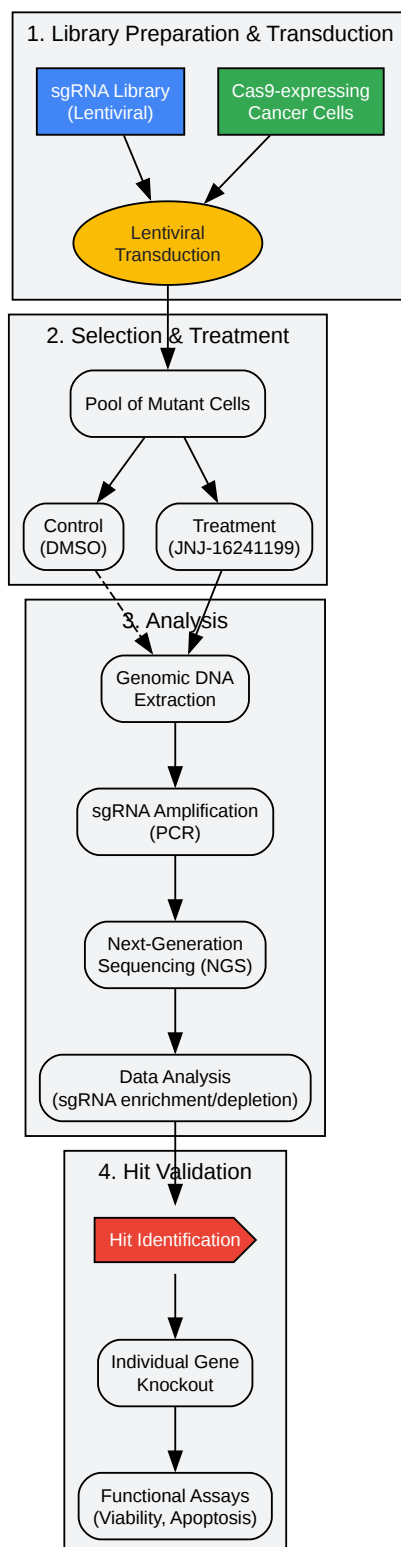 1. Library Preparation & Transduction
sgRNA Library
(Lentiviral)
Cas9-expressing
Cancer Cells
Lentiviral
Transduction
2. Selection & Treatment
Pool of Mutant Cells
Control
(DMSO)
Treatment
(JNJ-16241199)
3. Analysis
Genomic DNA
Extraction
sgRNA Amplification
(PCR)
Next-Generation
Sequencing (NGS)
Data Analysis
(sgRNA enrichment/depletion)
4. Hit Validation
Hit Identification
Individual Gene
Knockout
Functional Assays
(Viability, Apoptosis)